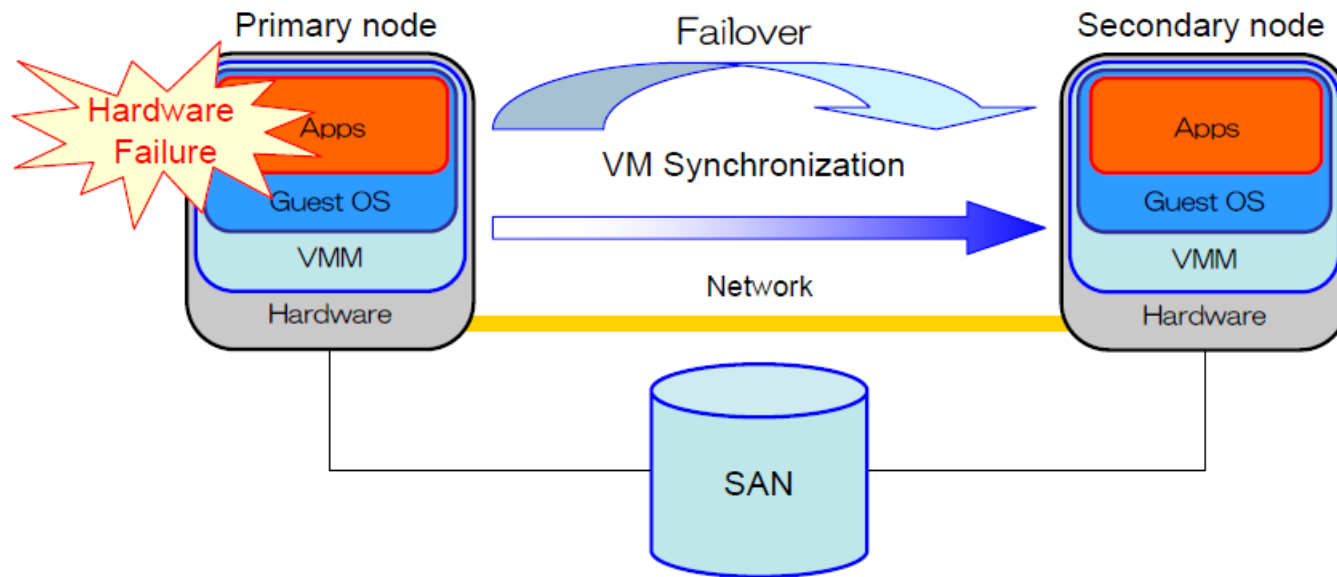 Primary node
Failover
Secondary node
Hardware
Failure
Apps
Guest OS
VMM
Hardware
VM Synchronization
Network
Apps
Guest OS
VMM
Hardware
SAN